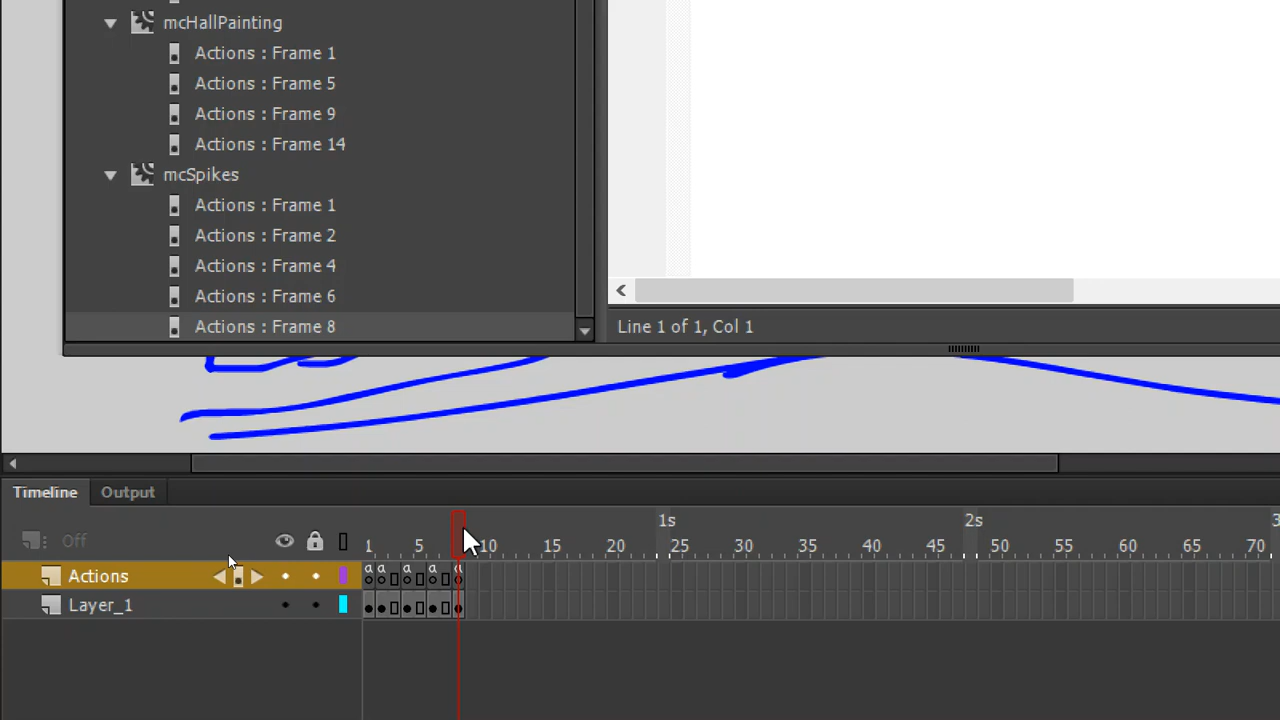 mcHallPainting
Actions : Frame 1
Actions : Frame 5
Actions : Frame 9
Actions : Frame 14
mcSpikes
Actions : Frame 1
Actions : Frame 2
Actions : Frame 4
Actions : Frame 6
Actions : Frame 8
Line 1 of 1, Col 1
Timeline Output
1s 2s 3
Off 1 5 10 15 20 25 30 35 40 45 50 55 60 65 70
Actions a a a a a
Layer_1